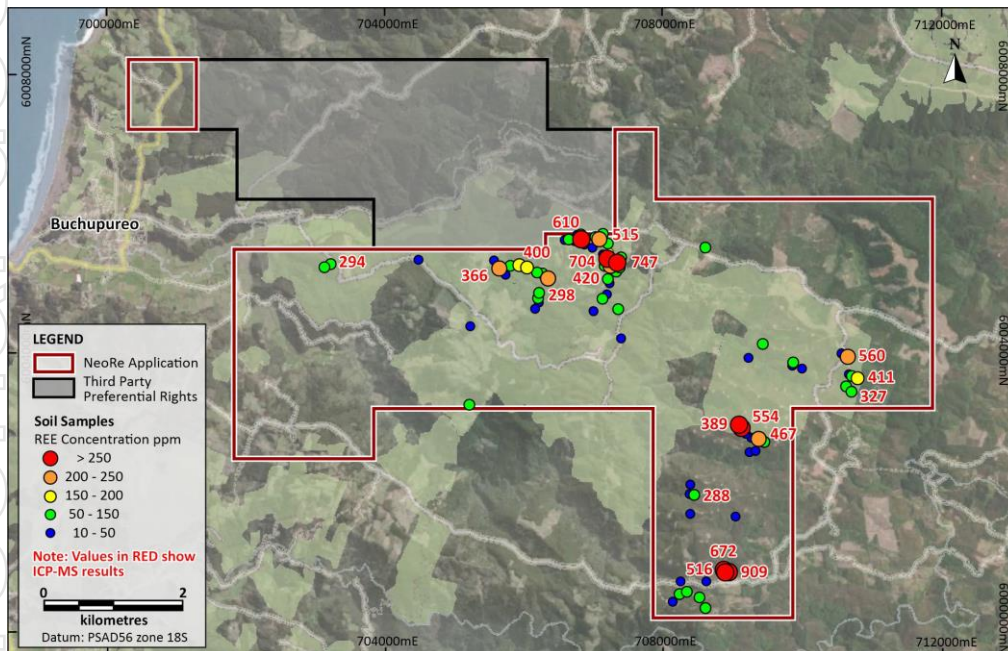 700000mE
704000mE
708000mE
712000mE
6008000mN
6008000mN
N
Buchupureo
610
515
294
400
704
747
366
420
298
6004000mN
560
411
327
389
554
467
288
672
516
909
LEGEND
NeoRe Application
Third Party
Preferential Rights
Soil Samples
REE Concentration ppm
> 250
200 - 250
150 - 200
50 - 150
10 - 50
Note: Values in RED show
ICP-MS results
0 2
kilometres
Datum: PSAD56 zone 18S
704000mE
708000mE
712000mE